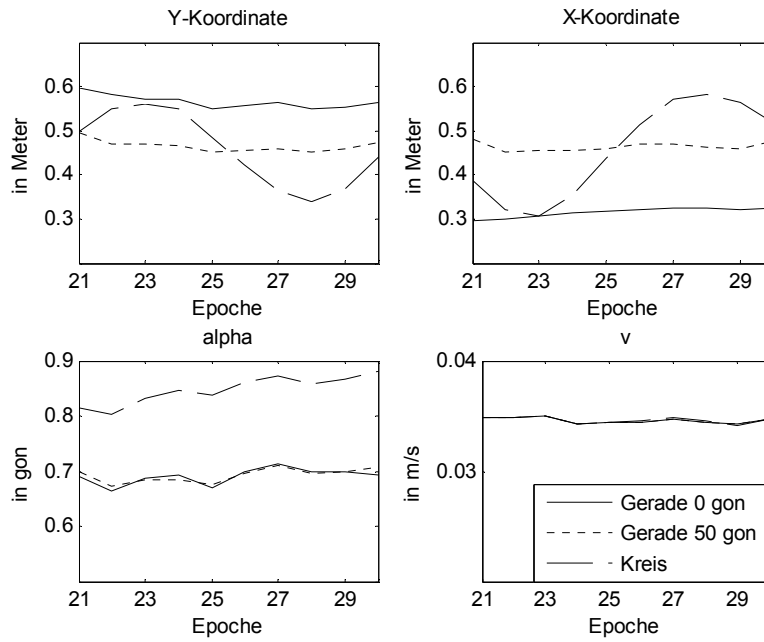 Y-Koordinate
in Meter
0.6
0.5
0.4
0.3
21 23 25 27 29
Epoche
X-Koordinate
in Meter
0.6
0.5
0.4
0.3
21 23 25 27 29
Epoche
alpha
in gon
0.9
0.8
0.7
0.6
21 23 25 27 29
Epoche
v
in m/s
0.04
0.03
21 23 25 27 29
Epoche
Gerade 0 gon
Gerade 50 gon
Kreis